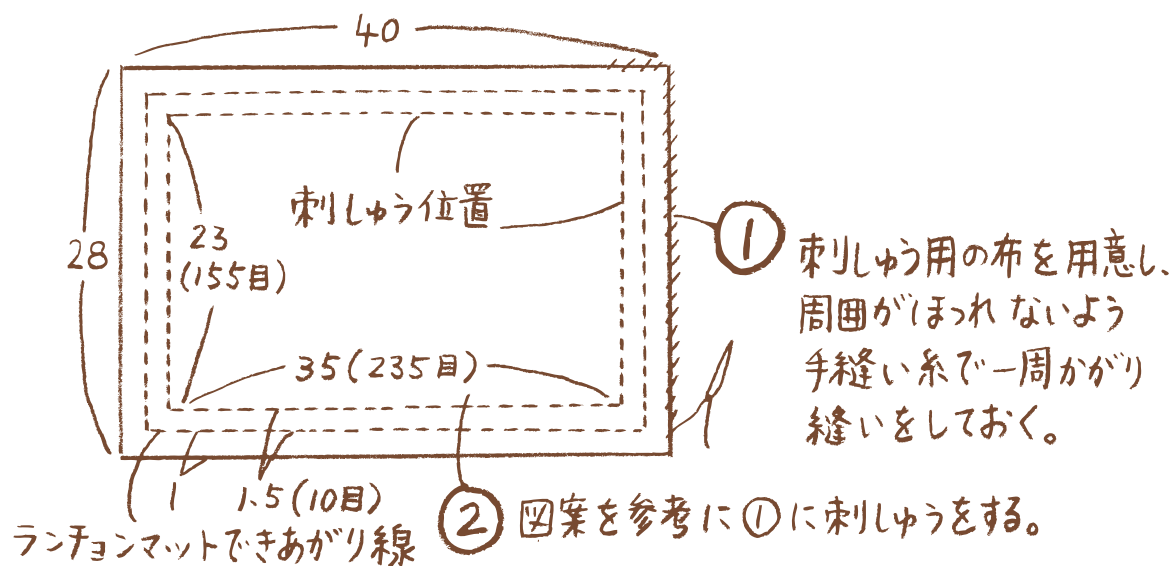 40
28
刺しゅう位置
23
(155目)
35(235目)
1
1.5(10目)
ランチョンマットできあがり線
①
刺しゅう用の布を用意し、
周囲がほつれないよう
手縫い糸で一周かがり
縫いをしておく。
② 図案を参考に①に刺しゅうをする。